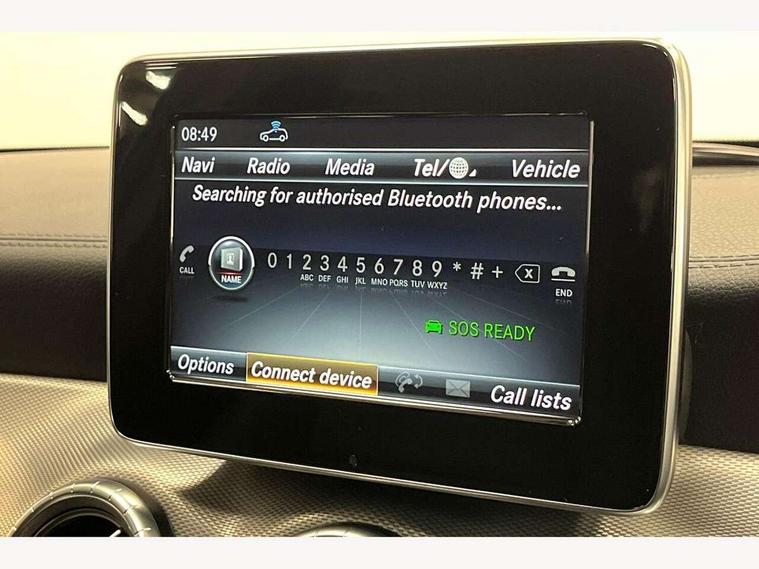 08:49
Navi Radio Media Tel/ Vehicle
Searching for authorised Bluetooth phones...
CALL NAME 0 1 2 3 4 5 6 7 8 9 * # + X END
ABC DEF GHI JKL MNO PQRS TUV WXYZ
SOS READY
Options Connect device Call lists